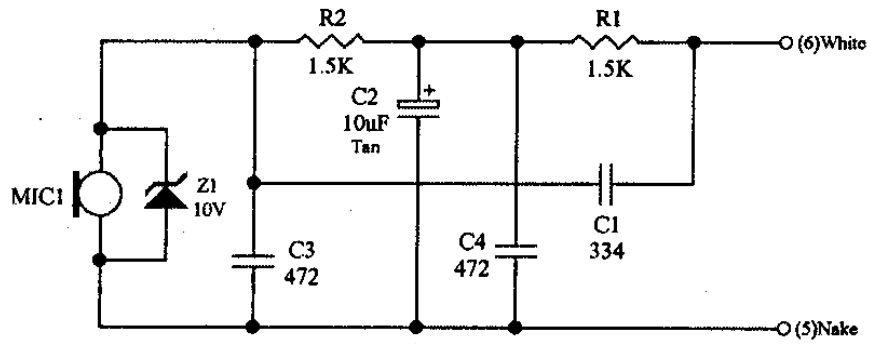 R2
1.5K
R1
1.5K
(6)White
C2
10uF
Tan
+
MIC1
Z1
10V
C3
472
C4
472
C1
334
(5)Nake